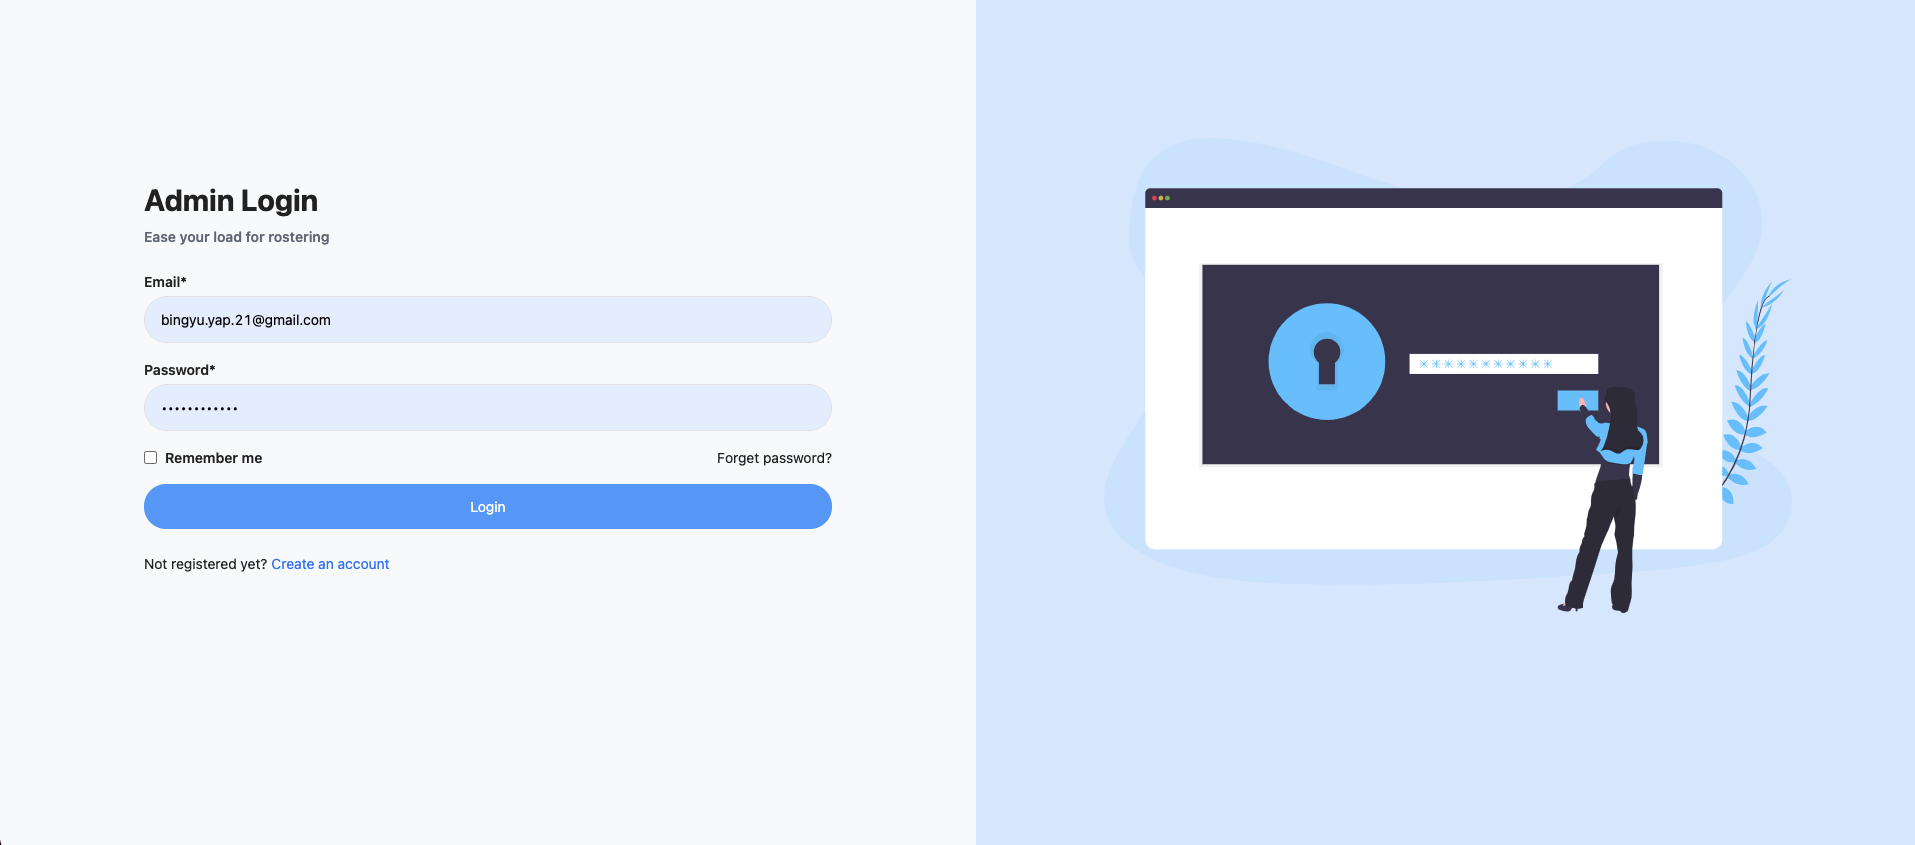 Admin Login
Ease your load for rostering
Email*
bingyu.yap.21@gmail.com
Password*
••••••••••••
Remember me
Forget password?
Login
Not registered yet? Create an account
***********